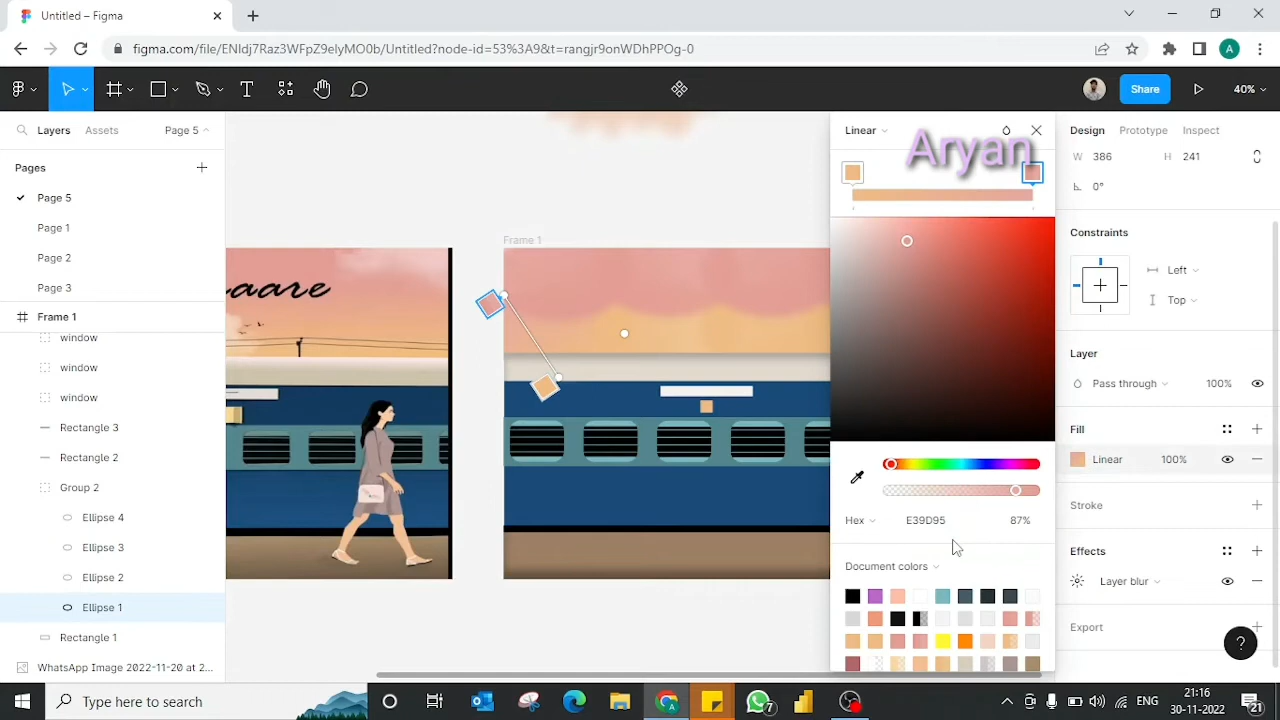 Untitled – Figma
figma.com/file/ENIdj7Raz3WFpZ9elyMO0b/Untitled?node-id=53%3A9&t=rangjr9onWDhPPOg-0
A
Share
40%
Layers
Assets
Page 5
Pages
Page 5
Page 1
Page 2
Page 3
Frame 1
window
window
window
Rectangle 3
Rectangle 2
Group 2
Ellipse 4
Ellipse 3
Ellipse 2
Ellipse 1
Rectangle 1
WhatsApp Image 2022-11-20 at 2...
aare
Frame 1
Linear
Aryan
Hex
E39D95
87%
Document colors
Design
Prototype
Inspect
W 386
H 241
0°
Constraints
Left
Top
Layer
Pass through
100%
Fill
Linear
100%
Stroke
Effects
Layer blur
Export
?
Type here to search
7
ENG
21:16
30-11-2022
21